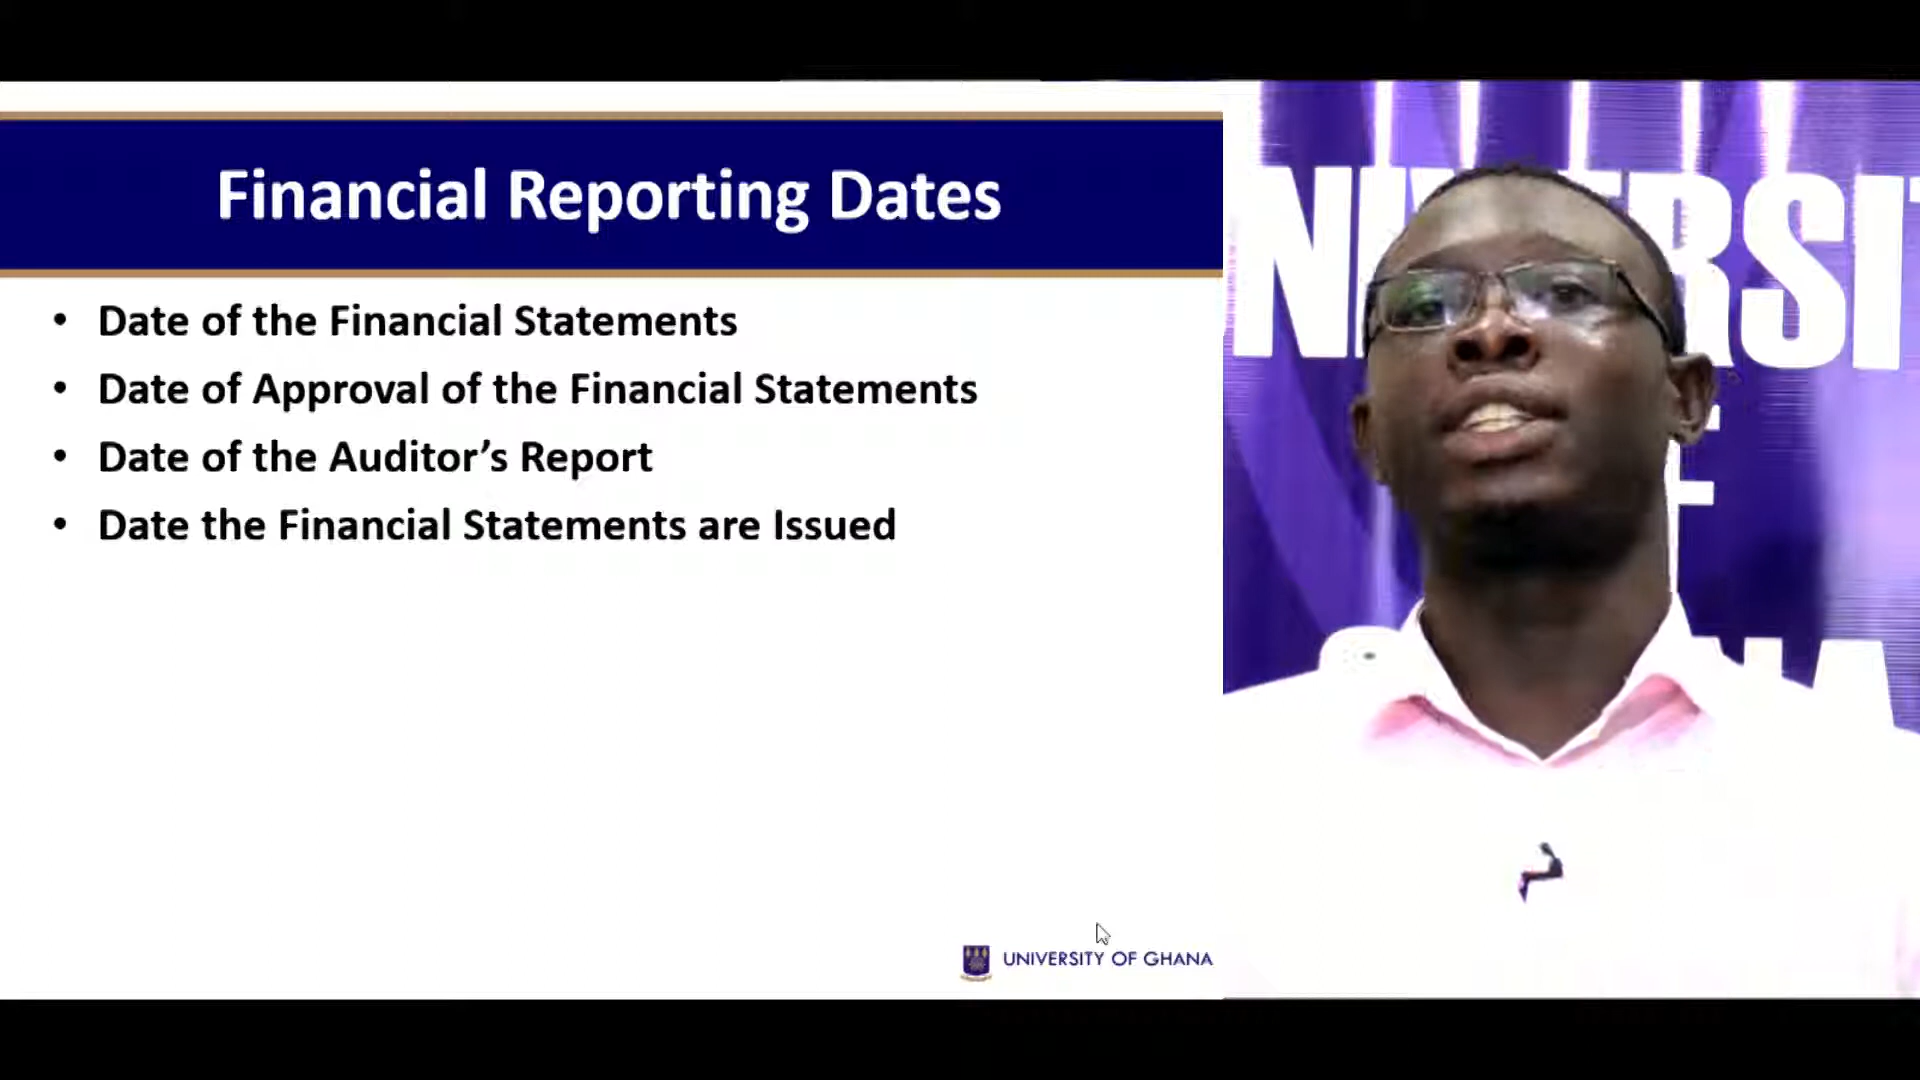 Financial Reporting Dates
• Date of the Financial Statements
• Date of Approval of the Financial Statements
• Date of the Auditor's Report
• Date the Financial Statements are Issued
UNIVERSITY OF GHANA